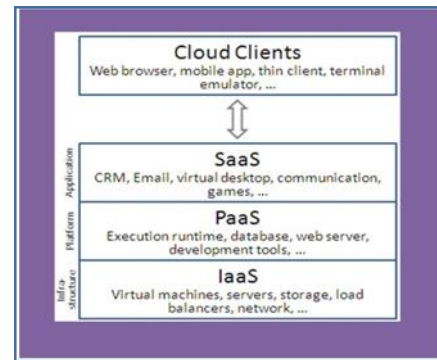 Cloud Clients
Web browser, mobile app, thin client, terminal
emulator, ...
Application
SaaS
CRM, Email, virtual desktop, communication,
games, ...
Platform
PaaS
Execution runtime, database, web server,
development tools, ...
Infra-
structure
IaaS
Virtual machines, servers, storage, load
balancers, network, ...